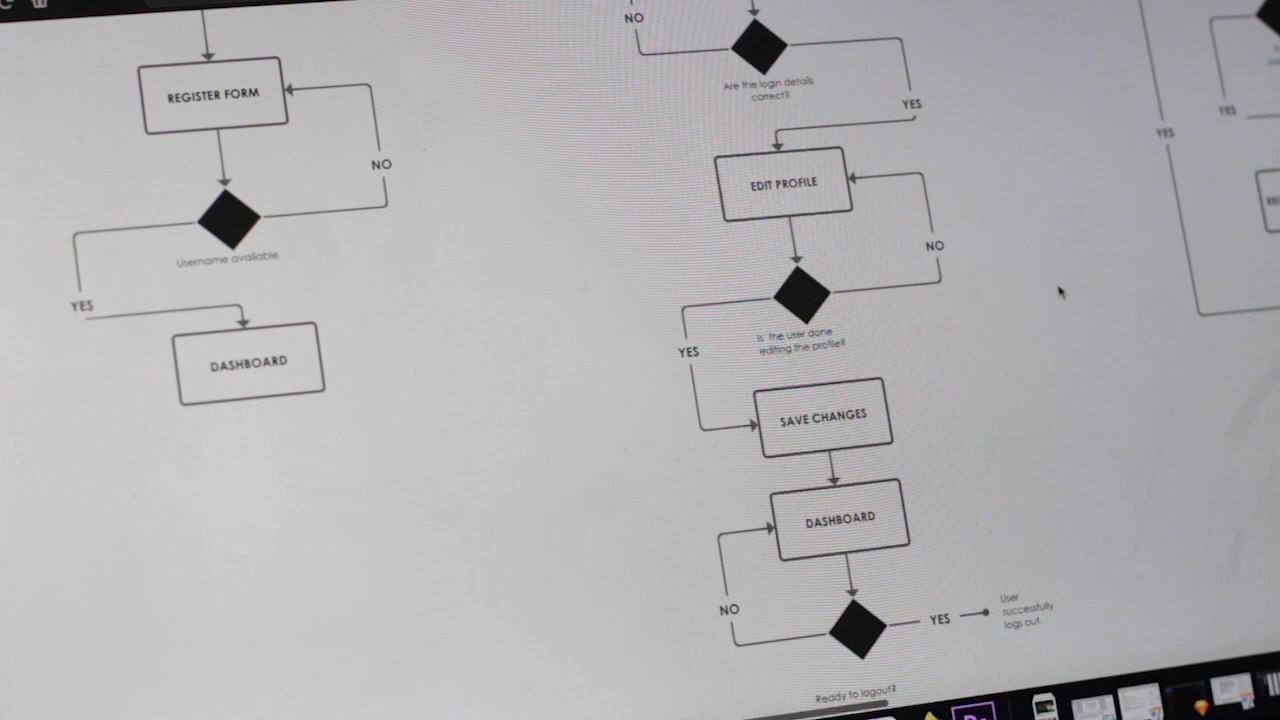 REGISTER FORM
NO
Username available
YES
DASHBOARD
NO
Are the login details
correct?
YES
EDIT PROFILE
NO
Is the user done
editing the profile?
YES
SAVE CHANGES
DASHBOARD
NO
YES
User
successfully
logs out.
Ready to logout?
YES
YES